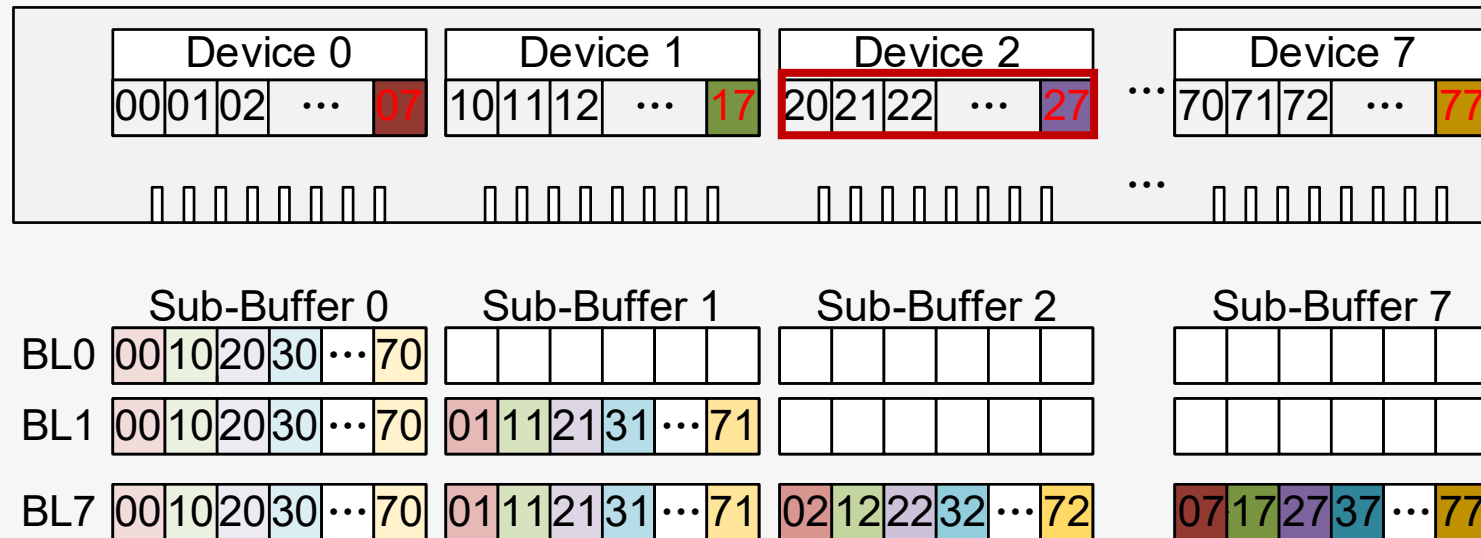 Device 0 Device 1 Device 2 Device 7
00 01 02 ... 07 10 11 12 ... 17 20 21 22 ... 27 ... 70 71 72 ... 77
...
Sub-Buffer 0 Sub-Buffer 1 Sub-Buffer 2 Sub-Buffer 7
BL0 00 10 20 30 ... 70
BL1 00 10 20 30 ... 70 01 11 21 31 ... 71
BL7 00 10 20 30 ... 70 01 11 21 31 ... 71 02 12 22 32 ... 72 07 17 27 37 ... 77